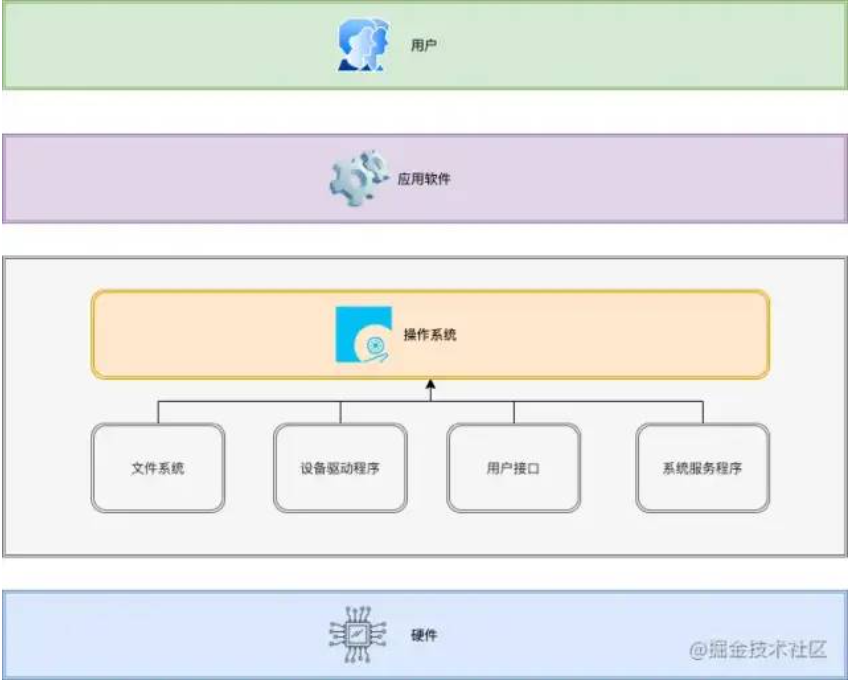 用户
应用软件
操作系统
文件系统
设备驱动程序
用户接口
系统服务程序
硬件
@掘金技术社区